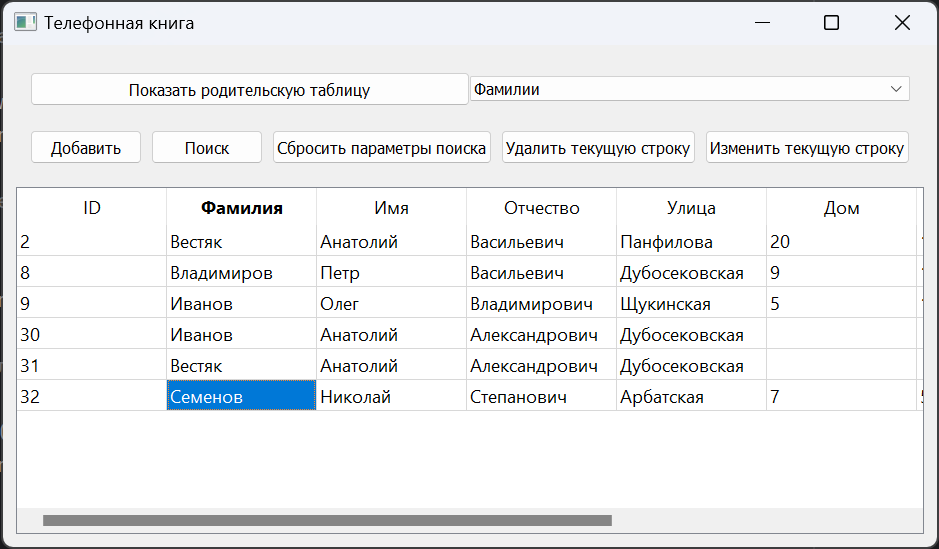 Телефонная книга
Показать родительскую таблицу Фамилии
Добавить Поиск Сбросить параметры поиска Удалить текущую строку Изменить текущую строку
ID Фамилия Имя Отчество Улица Дом
2 Вестяк Анатолий Васильевич Панфилова 20
8 Владимиров Петр Васильевич Дубосековская 9
9 Иванов Олег Владимирович Щукинская 5
30 Иванов Анатолий Александрович Дубосековская
31 Вестяк Анатолий Александрович Дубосековская
32 Семенов Николай Степанович Арбатская 7